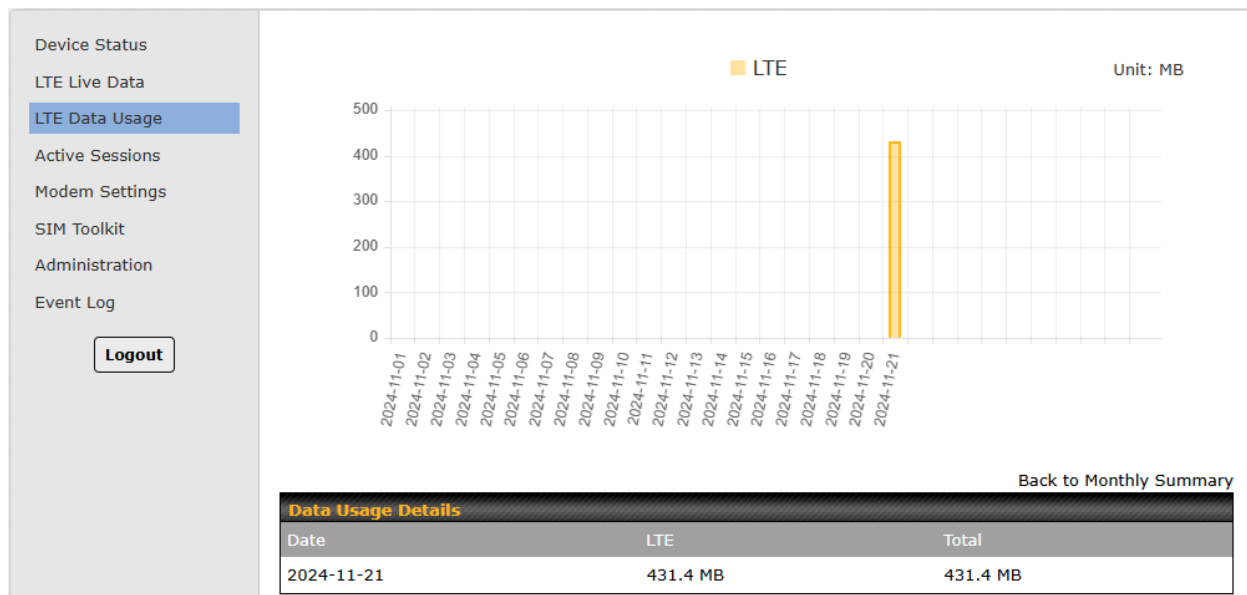 Device Status
LTE Live Data
LTE Data Usage
Active Sessions
Modem Settings
SIM Toolkit
Administration
Event Log
Logout
LTE
Unit: MB
500
400
300
200
100
0
2024-11-01
2024-11-02
2024-11-03
2024-11-04
2024-11-05
2024-11-06
2024-11-07
2024-11-08
2024-11-09
2024-11-10
2024-11-11
2024-11-12
2024-11-13
2024-11-14
2024-11-15
2024-11-16
2024-11-17
2024-11-18
2024-11-19
2024-11-20
2024-11-21
Back to Monthly Summary
Data Usage Details
Date LTE Total
2024-11-21 431.4 MB 431.4 MB